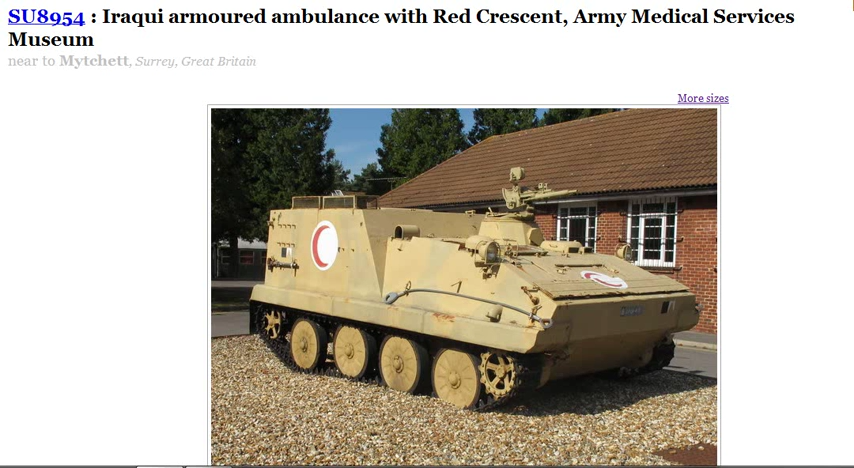 SU8954 : Iraqui armoured ambulance with Red Crescent, Army Medical Services
Museum
near to Mytchett, Surrey, Great Britain
More sizes